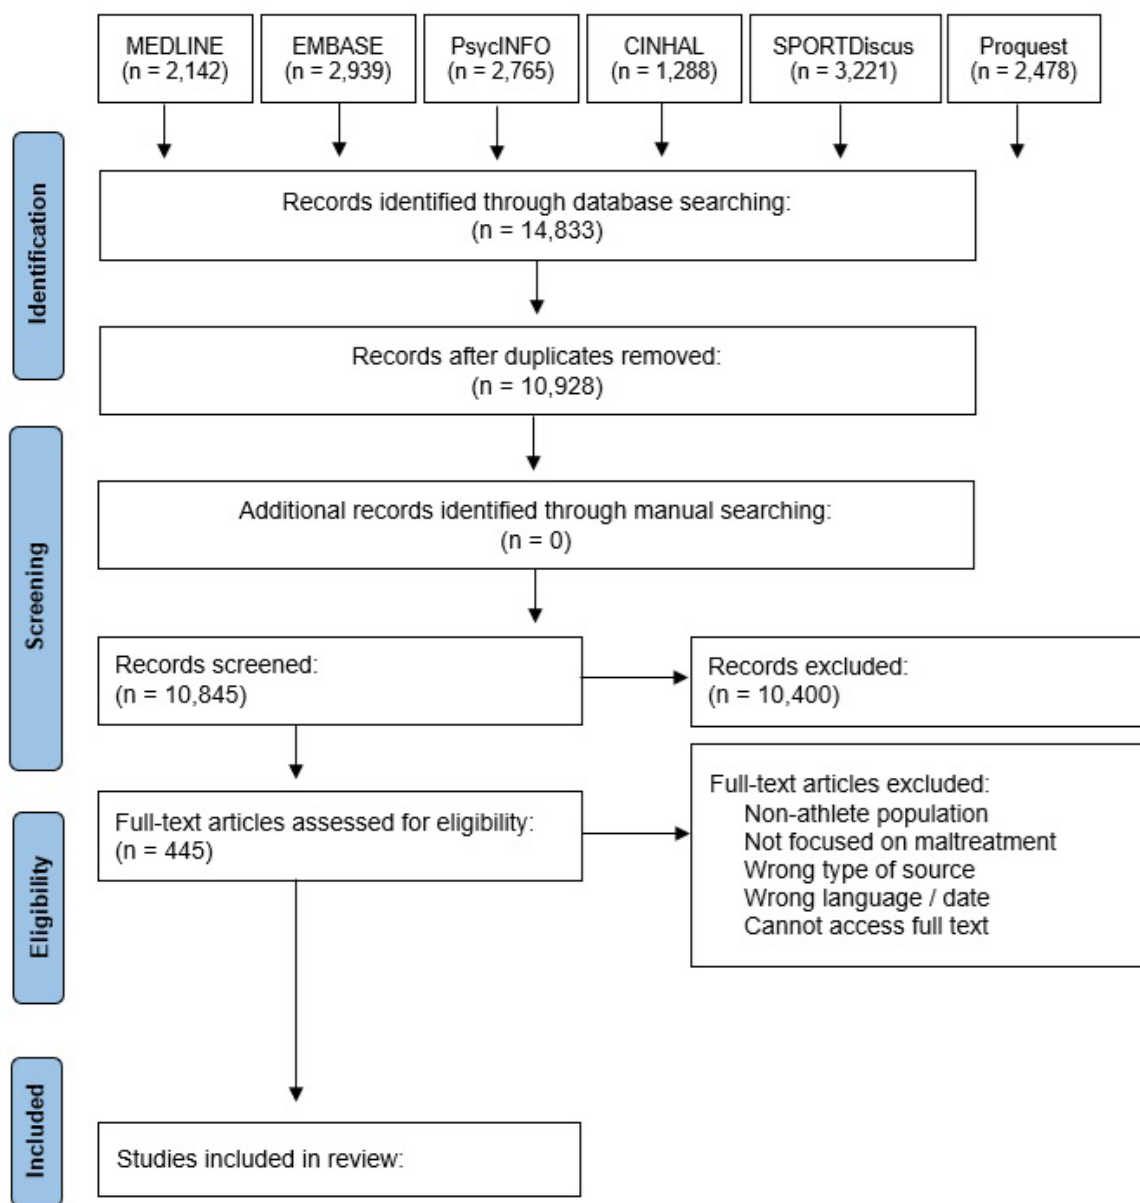 MEDLINE
(n = 2,142)
EMBASE
(n = 2,939)
PsycINFO
(n = 2,765)
CINHAL
(n = 1,288)
SPORTDiscus
(n = 3,221)
Proquest
(n = 2,478)
Identification
Records identified through database searching:
(n = 14,833)
Records after duplicates removed:
(n = 10,928)
Screening
Additional records identified through manual searching:
(n = 0)
Records screened:
(n = 10,845)
Records excluded:
(n = 10,400)
Eligibility
Full-text articles assessed for eligibility:
(n = 445)
Full-text articles excluded:
Non-athlete population
Not focused on maltreatment
Wrong type of source
Wrong language / date
Cannot access full text
Included
Studies included in review: